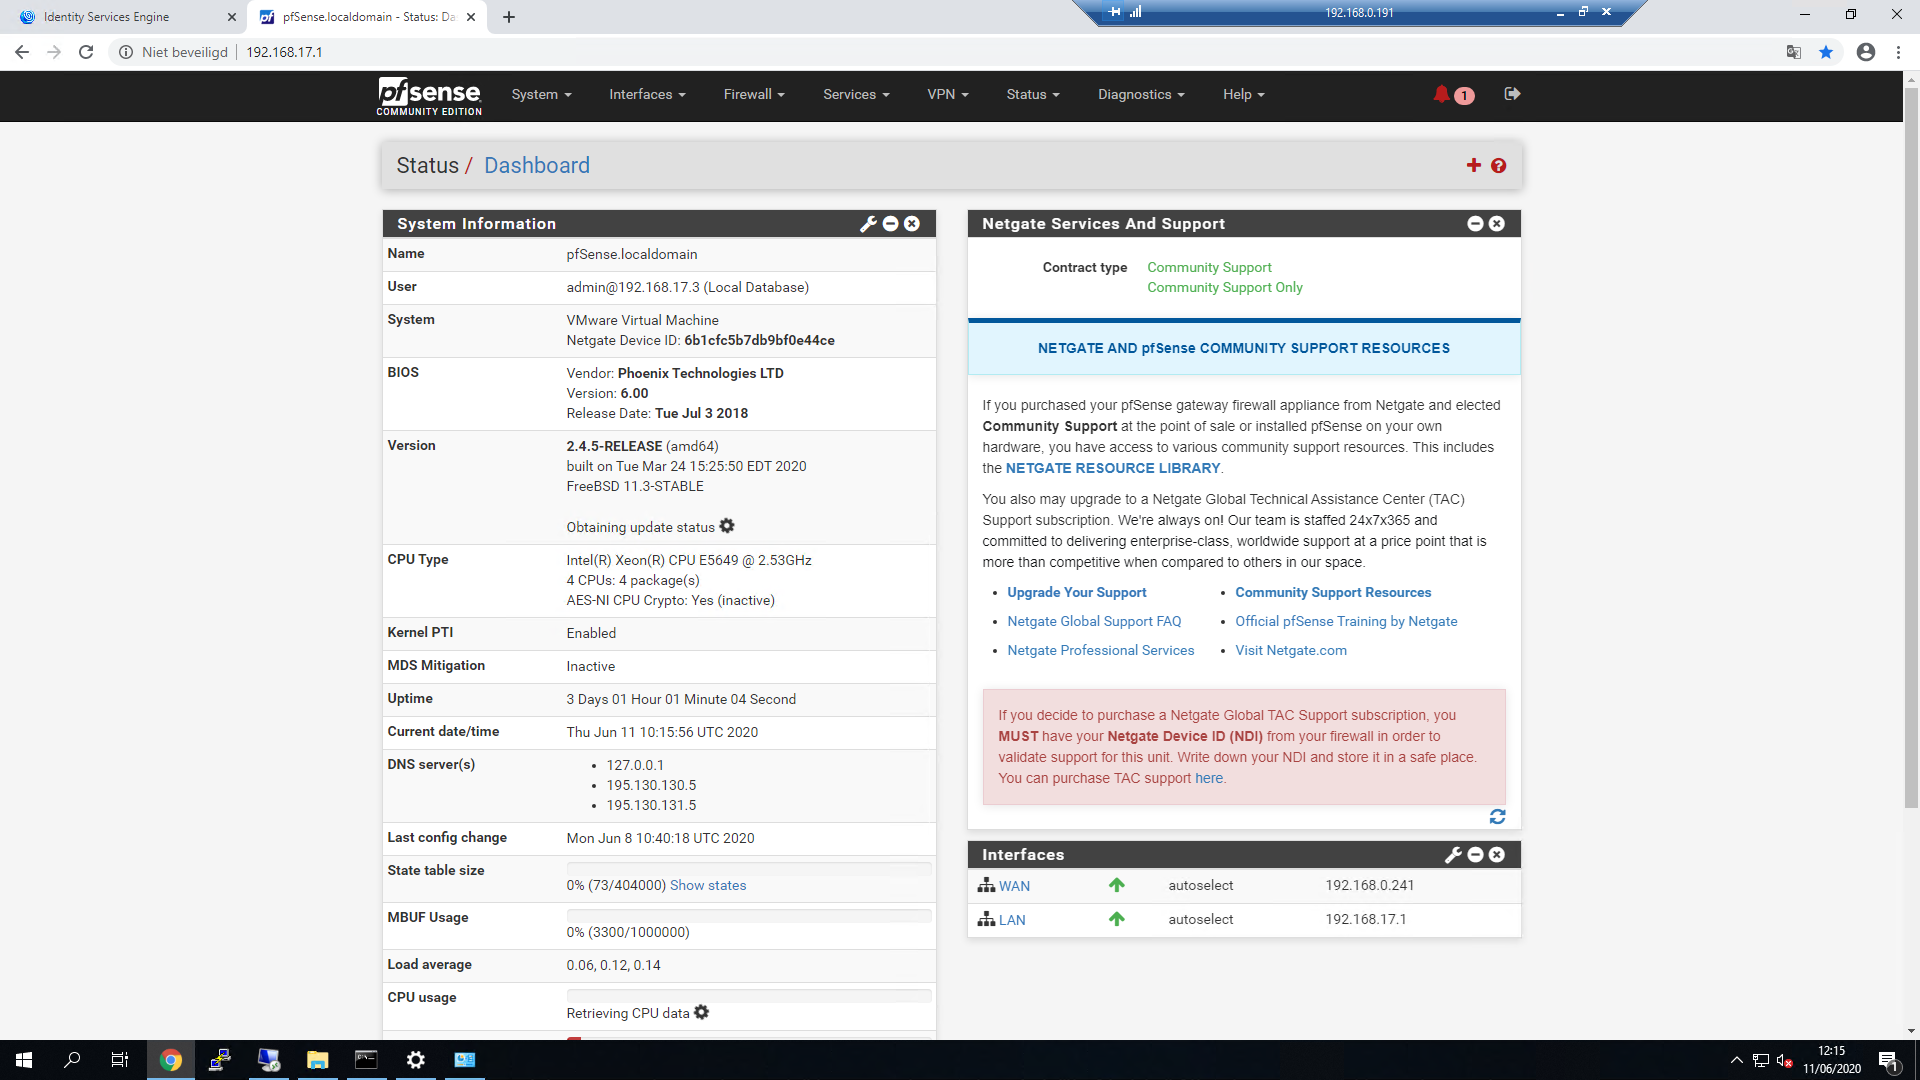 Identity Services Engine
pfSense.localdomain - Status: Da
192.168.0.191
Niet beveiligd
192.168.17.1
pfsense
COMMUNITY EDITION
System
Interfaces
Firewall
Services
VPN
Status
Diagnostics
Help
1
Status / Dashboard
System Information
Name
pfSense.localdomain
User
admin@192.168.17.3 (Local Database)
System
VMware Virtual Machine
Netgate Device ID: 6b1cfc5b7db9bf0e44ce
BIOS
Vendor: Phoenix Technologies LTD
Version: 6.00
Release Date: Tue Jul 3 2018
Version
2.4.5-RELEASE (amd64)
built on Tue Mar 24 15:25:50 EDT 2020
FreeBSD 11.3-STABLE
Obtaining update status
CPU Type
Intel(R) Xeon(R) CPU E5649 @ 2.53GHz
4 CPUs: 4 package(s)
AES-NI CPU Crypto: Yes (inactive)
Kernel PTI
Enabled
MDS Mitigation
Inactive
Uptime
3 Days 01 Hour 01 Minute 04 Second
Current date/time
Thu Jun 11 10:15:56 UTC 2020
DNS server(s)
127.0.0.1
195.130.130.5
195.130.131.5
Last config change
Mon Jun 8 10:40:18 UTC 2020
State table size
0% (73/404000) Show states
MBUF Usage
0% (3300/1000000)
Load average
0.06, 0.12, 0.14
CPU usage
Retrieving CPU data
Netgate Services And Support
Contract type
Community Support
Community Support Only
NETGATE AND pfSense COMMUNITY SUPPORT RESOURCES
If you purchased your pfSense gateway firewall appliance from Netgate and elected
Community Support at the point of sale or installed pfSense on your own
hardware, you have access to various community support resources. This includes
the NETGATE RESOURCE LIBRARY.
You also may upgrade to a Netgate Global Technical Assistance Center (TAC)
Support subscription. We're always on! Our team is staffed 24x7x365 and
committed to delivering enterprise-class, worldwide support at a price point that is
more than competitive when compared to others in our space.
Upgrade Your Support
Community Support Resources
Netgate Global Support FAQ
Official pfSense Training by Netgate
Netgate Professional Services
Visit Netgate.com
If you decide to purchase a Netgate Global TAC Support subscription, you
MUST have your Netgate Device ID (NDI) from your firewall in order to
validate support for this unit. Write down your NDI and store it in a safe place.
You can purchase TAC support here.
Interfaces
WAN
autoselect
192.168.0.241
LAN
autoselect
192.168.17.1
12:15
11/06/2020
1